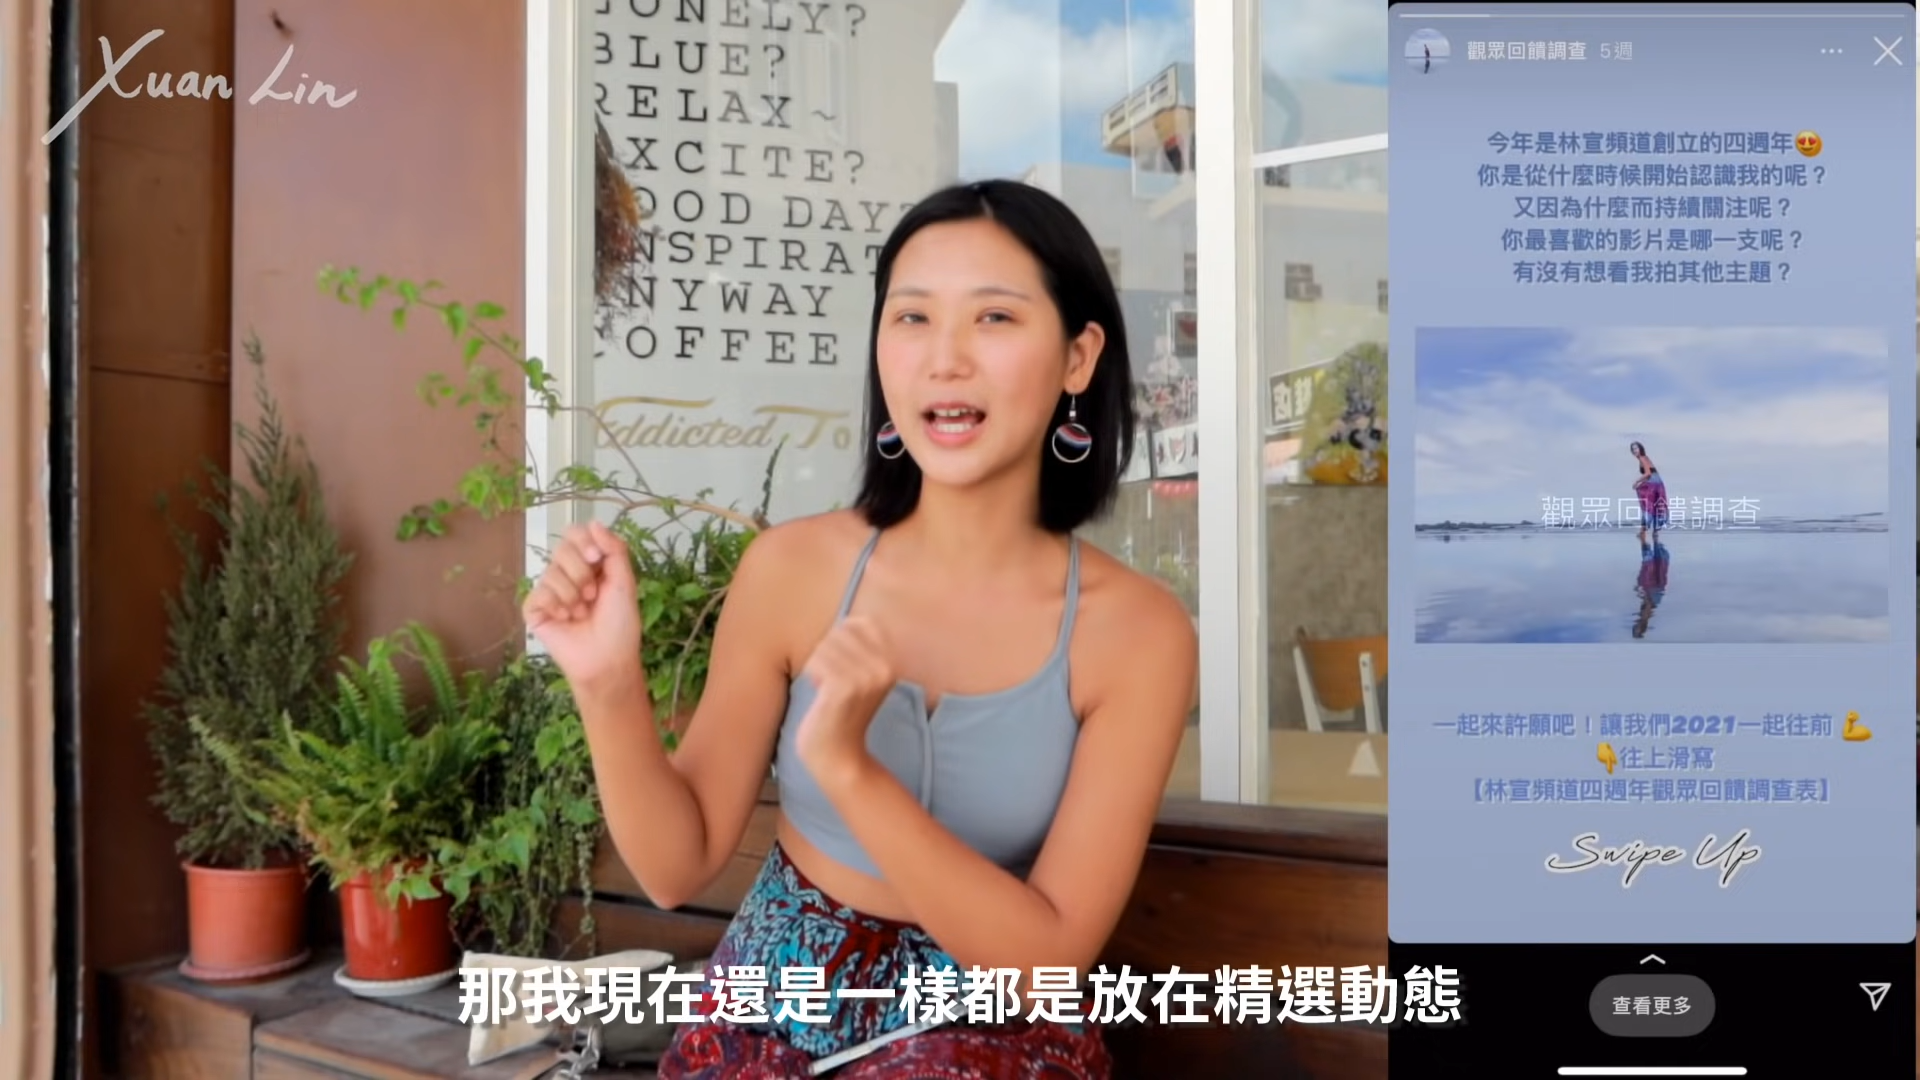 Xuan Lin
LONELY?
BLUE?
RELAX ~
EXCITE?
GOOD DAY?
INSPIRAT
ANYWAY
COFFEE
Addicted To
觀眾回饋調查 5週
今年是林宣頻道創立的四週年😍
你是從什麼時候開始認識我的呢？
又因為什麼而持續關注呢？
你最喜歡的影片是哪一支呢？
有沒有想看我拍其他主題？
觀眾回饋調查
一起來許願吧！讓我們2021一起往前 💪
👇往上滑寫
【林宣頻道四週年觀眾回饋調查表】
Swipe Up
查看更多
那我現在還是一樣都是放在精選動態